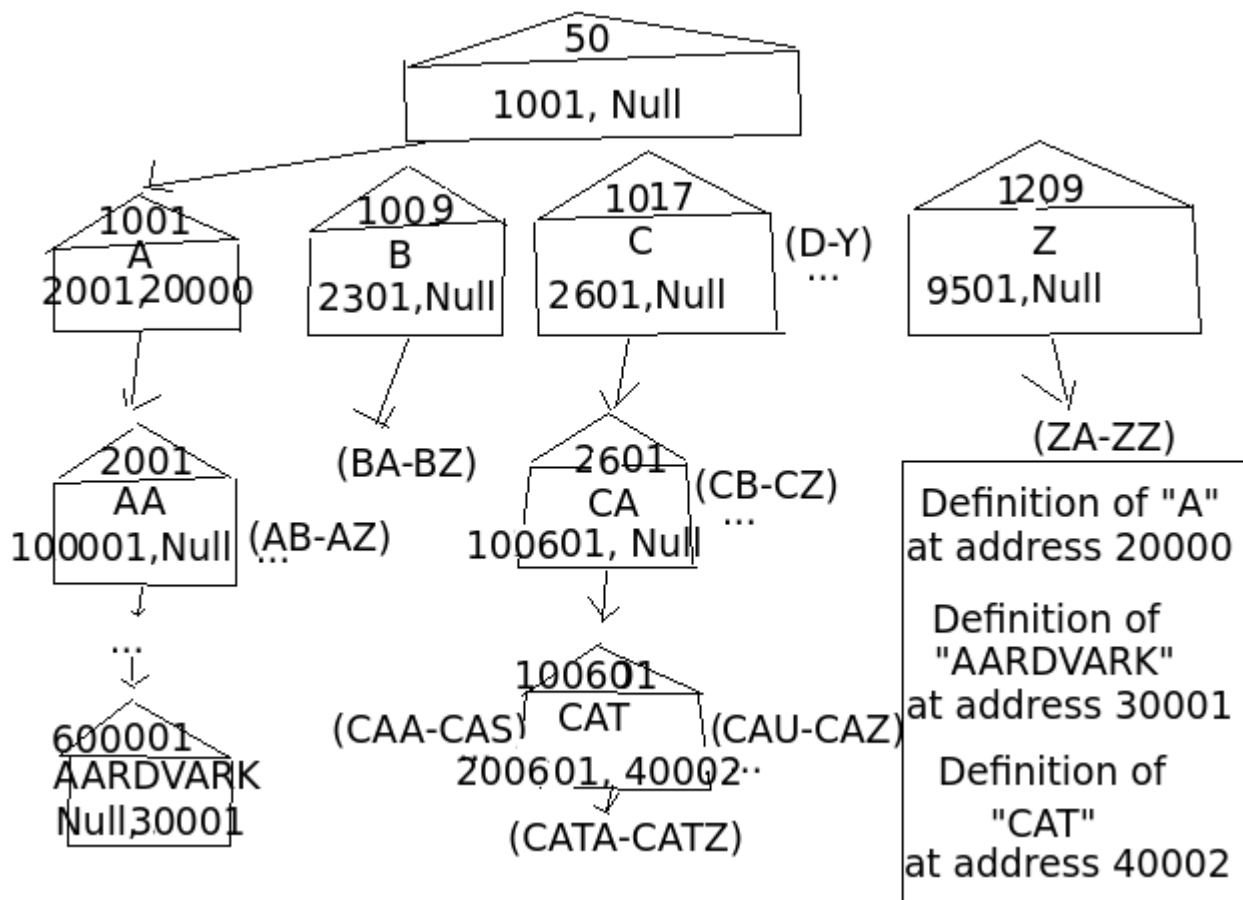 50
1001, Null
1001
A
2001,20000
1009
B
2301,Null
1017
C
2601,Null
(D-Y)
...
1209
Z
9501,Null
2001
AA
100001,Null
(AB-AZ)
...
(BA-BZ)
2601
CA
100601, Null
(CB-CZ)
...
(ZA-ZZ)
...
600001
AARDVARK
Null,30001
(CAA-CAS)
...
100601
CAT
200601, 40002
(CAU-CAZ)
...
(CATA-CATZ)
Definition of "A"
at address 20000
Definition of
"AARDVARK"
at address 30001
Definition of
"CAT"
at address 40002